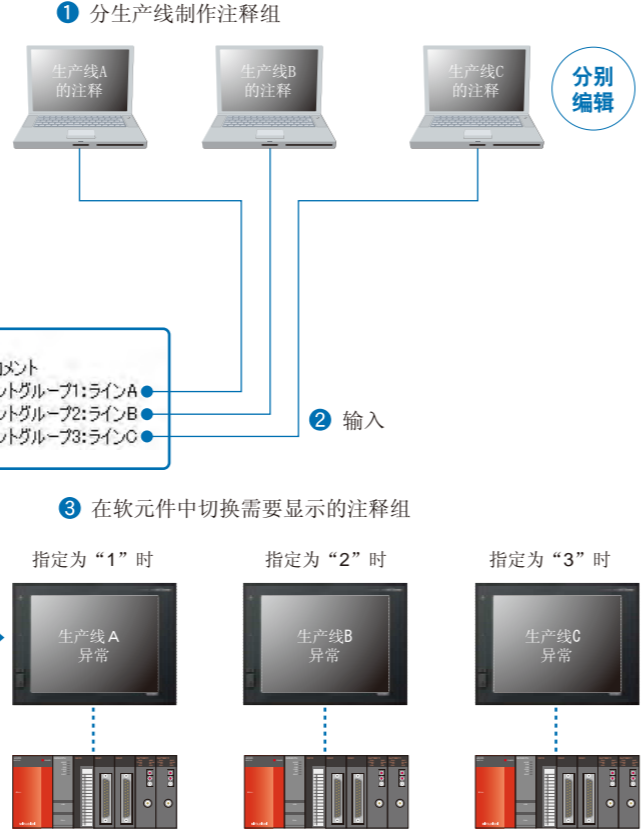 1 分生产线制作注释组
生产线A
的注释
生产线B
的注释
生产线C
的注释
分别
编辑
コメント
ントグループ1:ラインA
ントグループ2:ラインB
ントグループ3:ラインC
2 输入
3 在软元件中切换需要显示的注释组
指定为“1”时
指定为“2”时
指定为“3”时
生产线A
异常
生产线B
异常
生产线C
异常